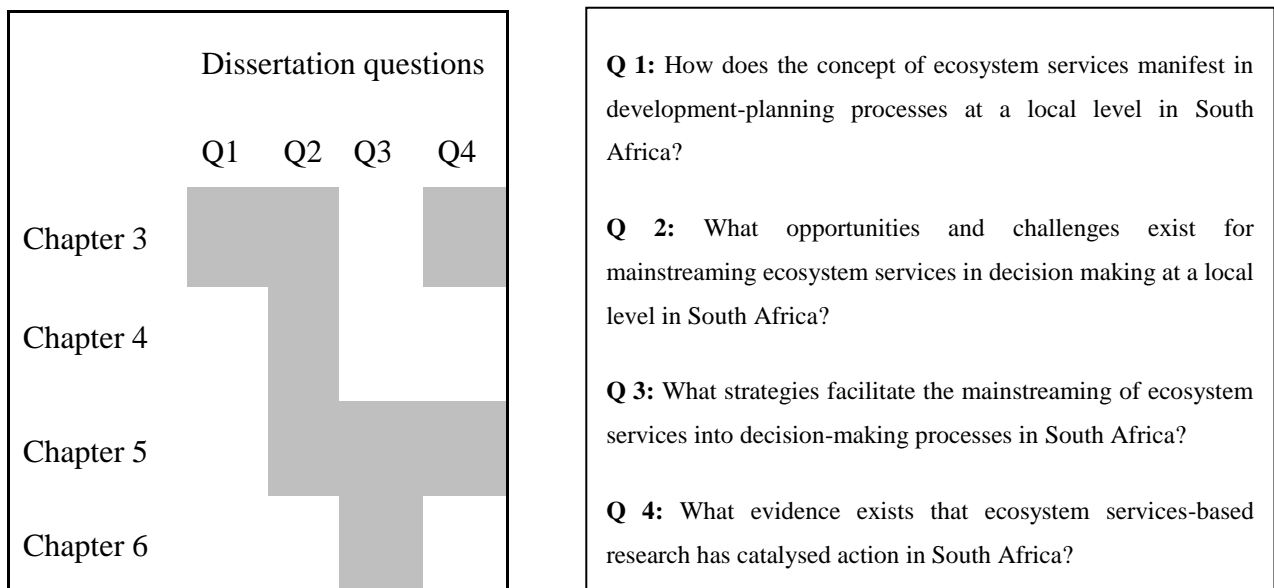 Dissertation questions
Q1 Q2 Q3 Q4
Chapter 3
Chapter 4
Chapter 5
Chapter 6
Q 1: How does the concept of ecosystem services manifest in
development-planning processes at a local level in South
Africa?
Q 2: What opportunities and challenges exist for
mainstreaming ecosystem services in decision making at a local
level in South Africa?
Q 3: What strategies facilitate the mainstreaming of ecosystem
services into decision-making processes in South Africa?
Q 4: What evidence exists that ecosystem services-based
research has catalysed action in South Africa?